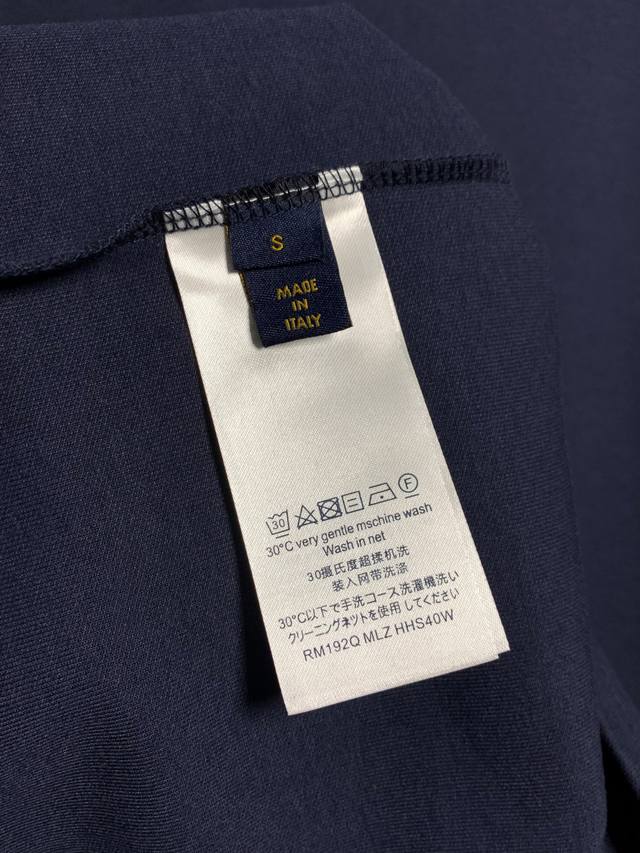 S
MADE
IN
ITALY
30
F
30°C very gentle mschine wash
Wash in net
30摄氏度超揉机洗
装入网带洗涤
30°C以下で手洗コース洗濯機洗い
クリーニングネットを使用してください
RM192Q MLZ HHS40W